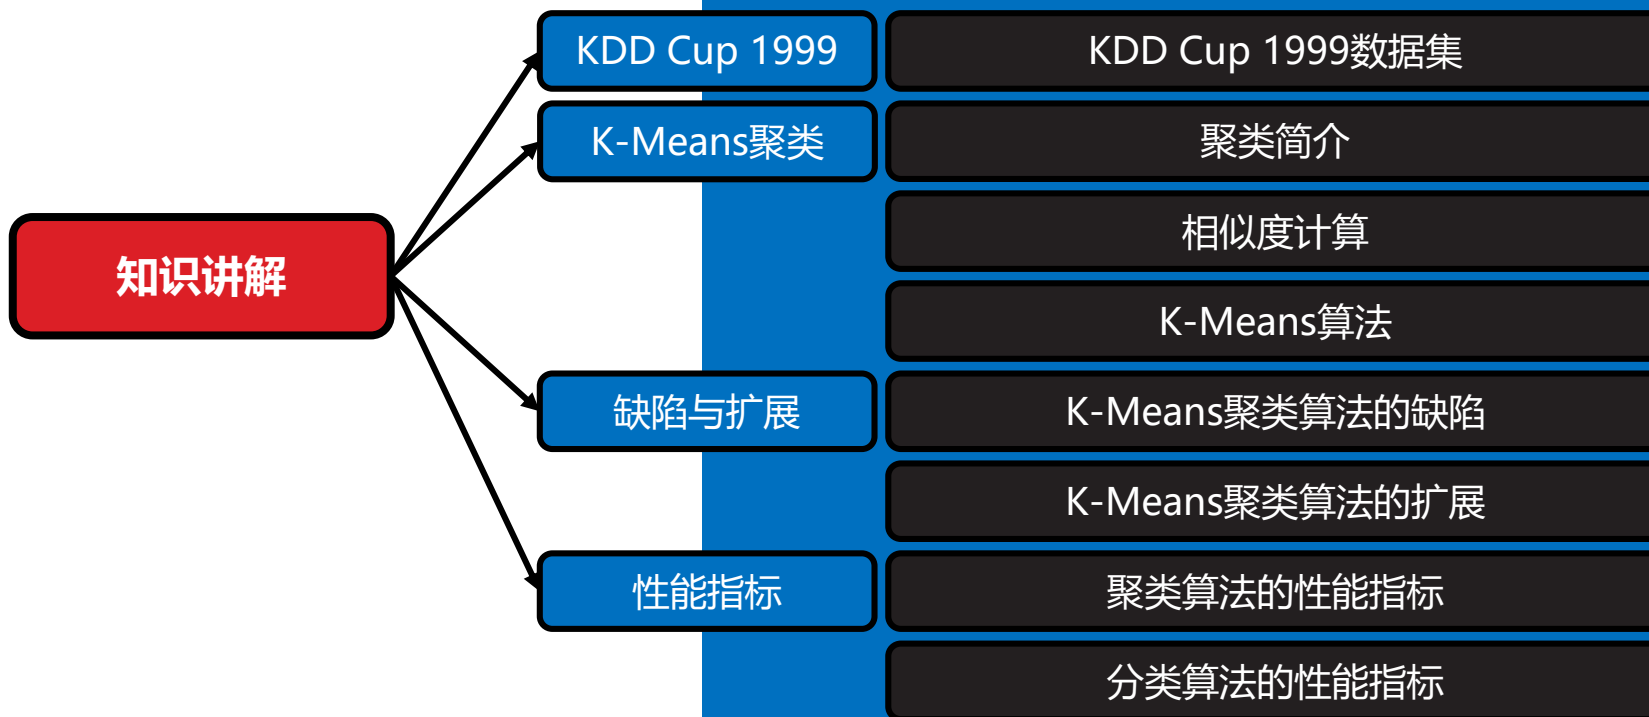 KDD Cup 1999
KDD Cup 1999数据集
K-Means聚类
聚类简介
相似度计算
知识讲解
K-Means算法
缺陷与扩展
K-Means聚类算法的缺陷
K-Means聚类算法的扩展
性能指标
聚类算法的性能指标
分类算法的性能指标